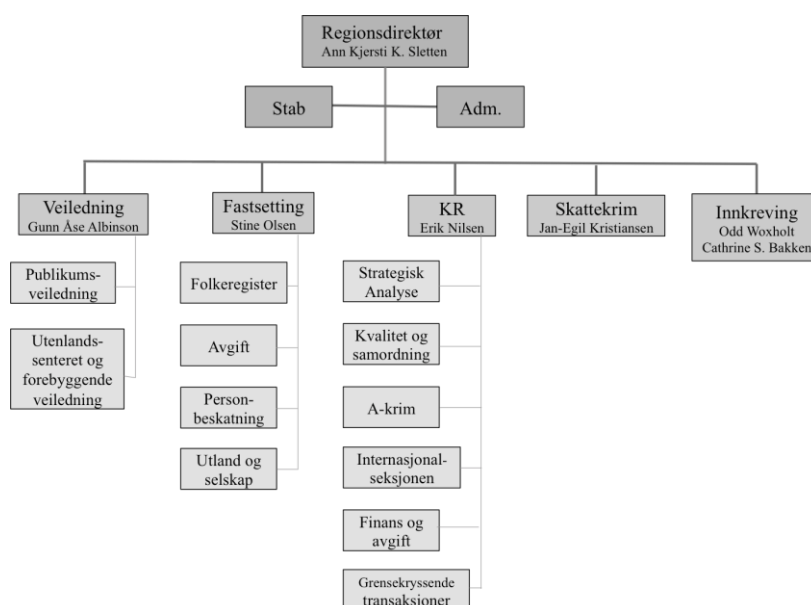 Regionsdirektør
Ann Kjersti K. Sletten
Stab
Adm.
Veiledning
Gunn Åse Albinson
Publikums-
veiledning
Utenlands-
senteret og
forebyggende
veiledning
Fastsetting
Stine Olsen
Folkeregister
Avgift
Person-
beskatning
Utland og
selskap
KR
Erik Nilsen
Strategisk
Analyse
Kvalitet og
samordning
A-krim
Internasjonal-
seksjonen
Finans og
avgift
Grensekryssende
transaksjoner
Skattekrim
Jan-Egil Kristiansen
Innkreving
Odd Woxholt
Cathrine S. Bakken